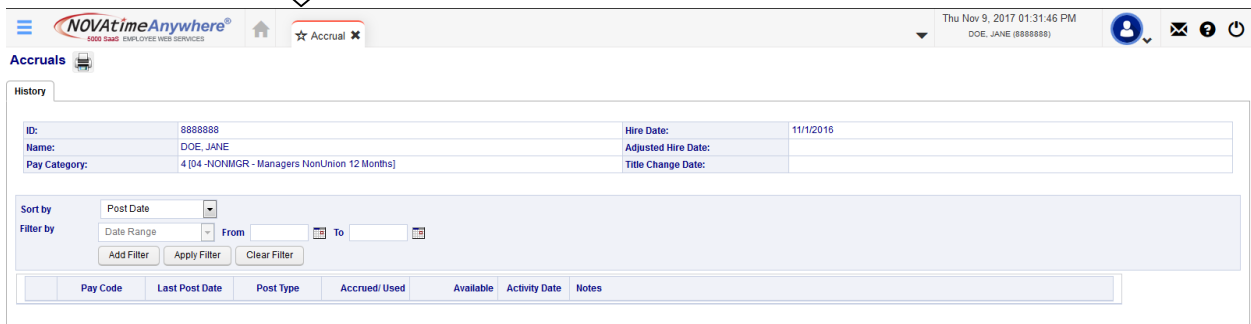 NOVAtimeAnywhere®
5000 SaaS EMPLOYEE WEB SERVICES
☆ Accrual ✖
Thu Nov 9, 2017 01:31:46 PM
DOE, JANE (8888888)
Accruals
History
ID: 8888888 Hire Date: 11/1/2016
Name: DOE, JANE Adjusted Hire Date:
Pay Category: 4 [04 -NONMGR - Managers NonUnion 12 Months] Title Change Date:
Sort by Post Date
Filter by Date Range From To
Add Filter Apply Filter Clear Filter
Pay Code Last Post Date Post Type Accrued/ Used Available Activity Date Notes